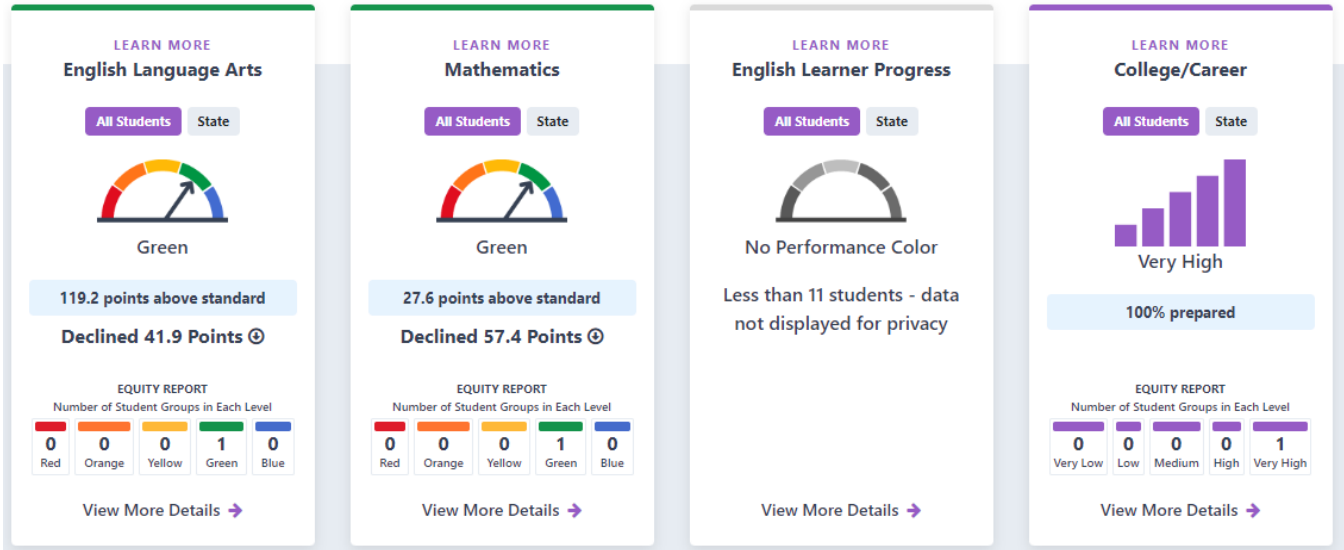 LEARN MORE
English Language Arts
All Students State
Green
119.2 points above standard
Declined 41.9 Points
EQUITY REPORT
Number of Student Groups in Each Level
0 0 0 1 0
Red Orange Yellow Green Blue
View More Details
LEARN MORE
Mathematics
All Students State
Green
27.6 points above standard
Declined 57.4 Points
EQUITY REPORT
Number of Student Groups in Each Level
0 0 0 1 0
Red Orange Yellow Green Blue
View More Details
LEARN MORE
English Learner Progress
All Students State
No Performance Color
Less than 11 students - data
not displayed for privacy
View More Details
LEARN MORE
College/Career
All Students State
Very High
100% prepared
EQUITY REPORT
Number of Student Groups in Each Level
0 0 0 0 1
Very Low Low Medium High Very High
View More Details